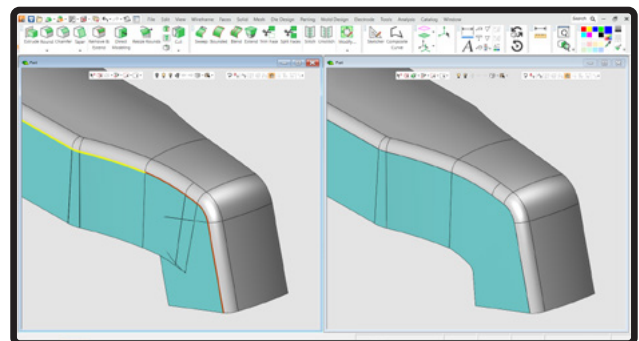 File Edit View Wireframe Faces Solid Mesh Die Design Parting Mold Design Electrode Tools Analysis Catalog Window
Search
Extrude Round Chamfer Taper Remove & Extend Direct Modeling Resize Rounds Cut Sweep Bounded Blend Extend Trim Face Split Faces Stitch Unstitch Modify... Sketcher Composite Curve
Part
Part